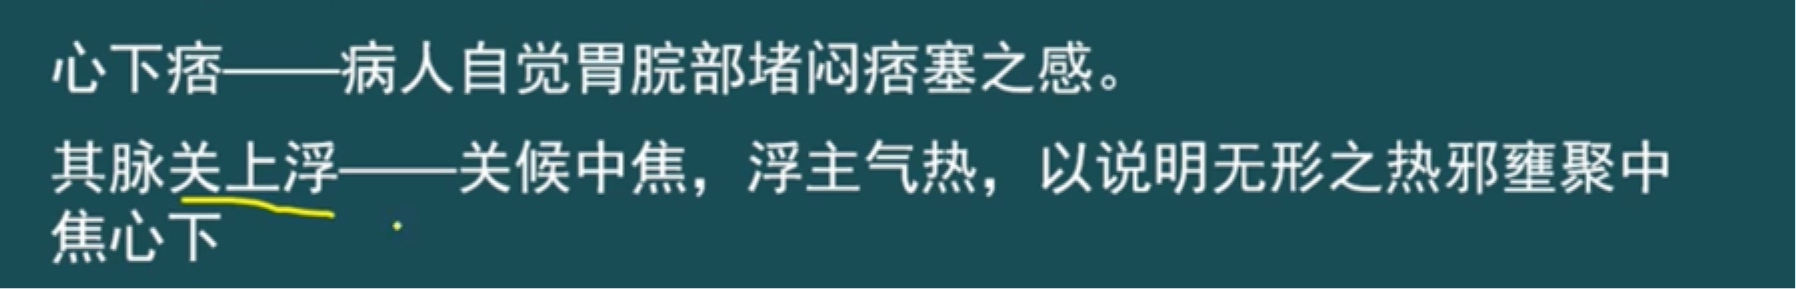 心下痞——病人自觉胃脘部堵闷痞塞之感。
其脉关上浮——关候中焦，浮主气热，以说明无形之热邪壅聚中
焦心下